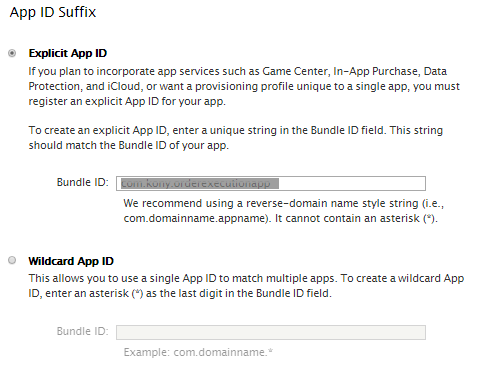 App ID Suffix
Explicit App ID
If you plan to incorporate app services such as Game Center, In-App Purchase, Data
Protection, and iCloud, or want a provisioning profile unique to a single app, you must
register an explicit App ID for your app.
To create an explicit App ID, enter a unique string in the Bundle ID field. This string
should match the Bundle ID of your app.
Bundle ID: com.kony.orderexecutionapp
We recommend using a reverse-domain name style string (i.e.,
com.domainname.appname). It cannot contain an asterisk (*).
Wildcard App ID
This allows you to use a single App ID to match multiple apps. To create a wildcard App
ID, enter an asterisk (*) as the last digit in the Bundle ID field.
Bundle ID:
Example: com.domainname.*